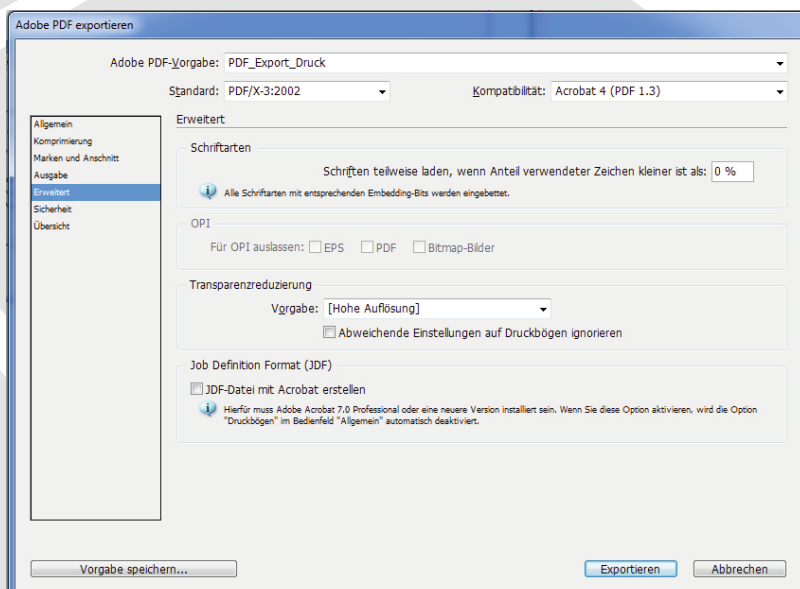 Adobe PDF exportieren
Adobe PDF-Vorgabe: PDF_Export_Druck
Standard: PDF/X-3:2002 Kompatibilität: Acrobat 4 (PDF 1.3)
Allgemein
Komprimierung
Marken und Anschnitt
Ausgabe
Erweitert
Sicherheit
Übersicht
Erweitert
Schriftarten
Schriften teilweise laden, wenn Anteil verwendeter Zeichen kleiner ist als: 0 %
Alle Schriftarten mit entsprechenden Embedding-Bits werden eingebettet.
OPI
Für OPI auslassen: EPS PDF Bitmap-Bilder
Transparenzreduzierung
Vorgabe: [Hohe Auflösung]
Abweichende Einstellungen auf Druckbögen ignorieren
Job Definition Format (JDF)
JDF-Datei mit Acrobat erstellen
Hierfür muss Adobe Acrobat 7.0 Professional oder eine neuere Version installiert sein. Wenn Sie diese Option aktivieren, wird die Option
"Druckbögen" im Bedienfeld "Allgemein" automatisch deaktiviert.
Vorgabe speichern... Exportieren Abbrechen